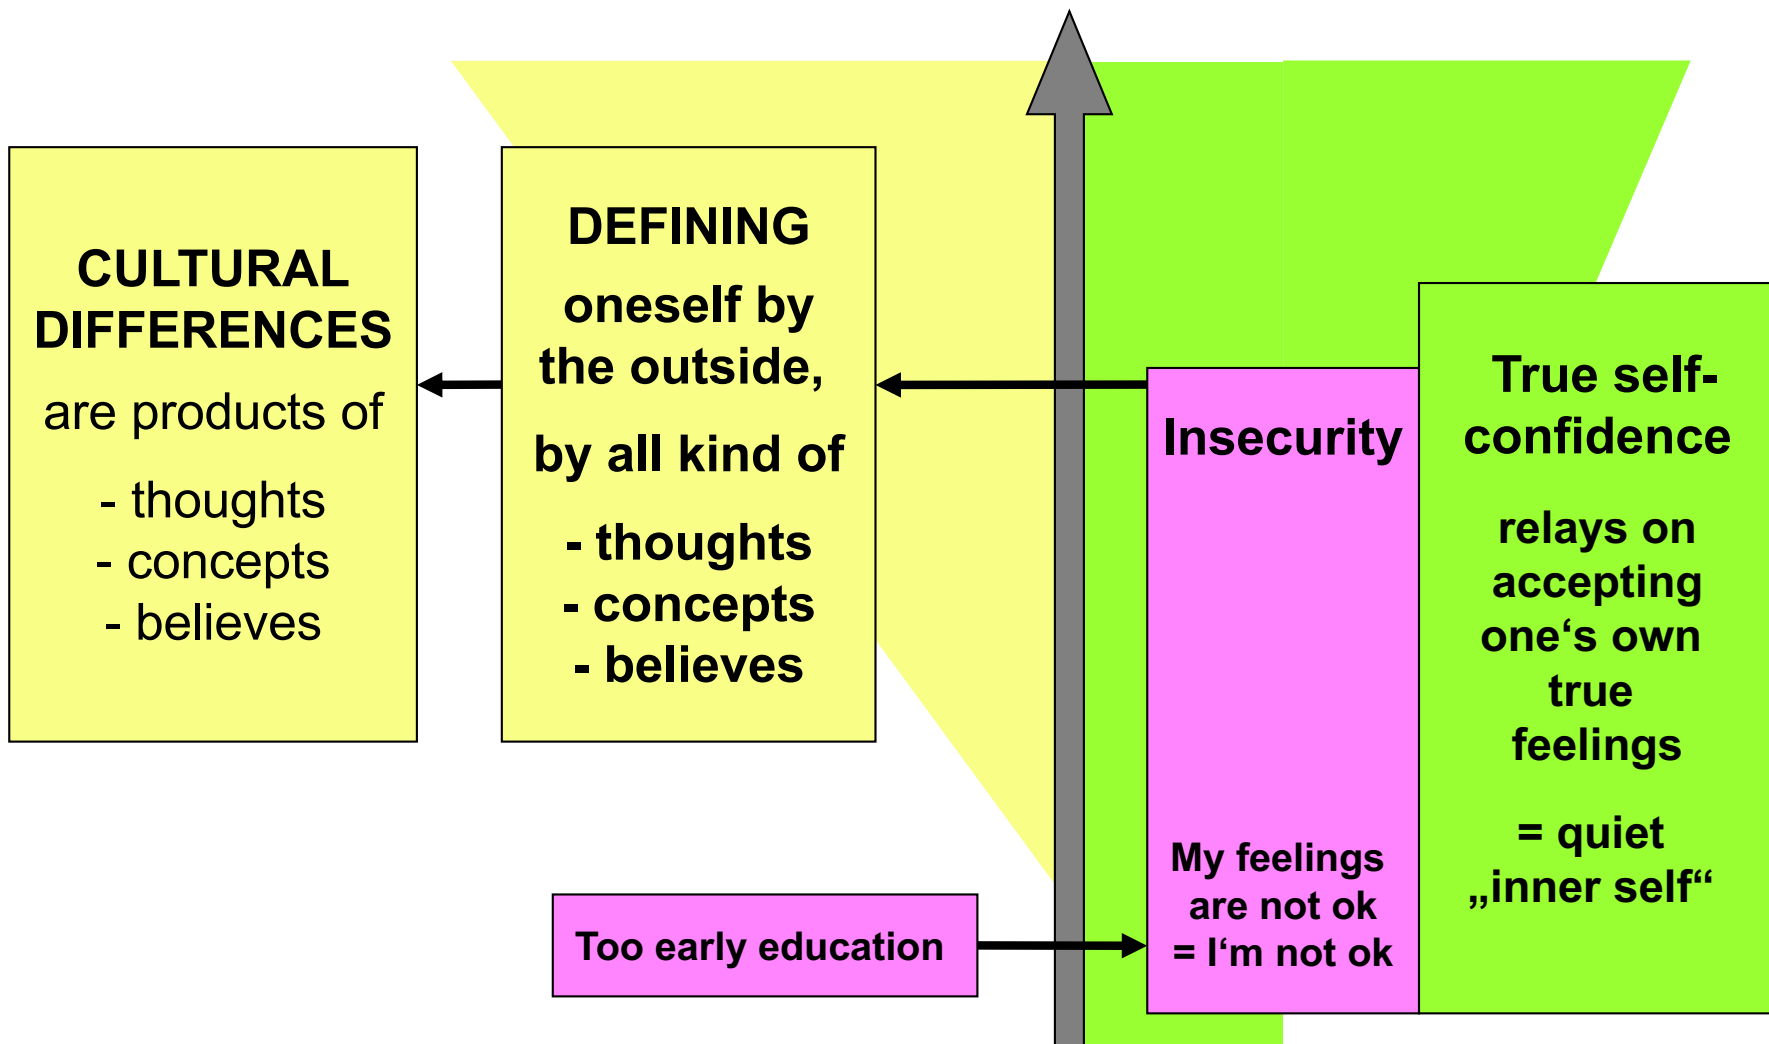 CULTURAL
DIFFERENCES
are products of
- thoughts
- concepts
- believes
DEFINING
oneself by
the outside,
by all kind of
- thoughts
- concepts
- believes
Insecurity
My feelings
are not ok
= I‘m not ok
True self-
confidence
relays on
accepting
one‘s own
true
feelings
= quiet
„inner self“
Too early education